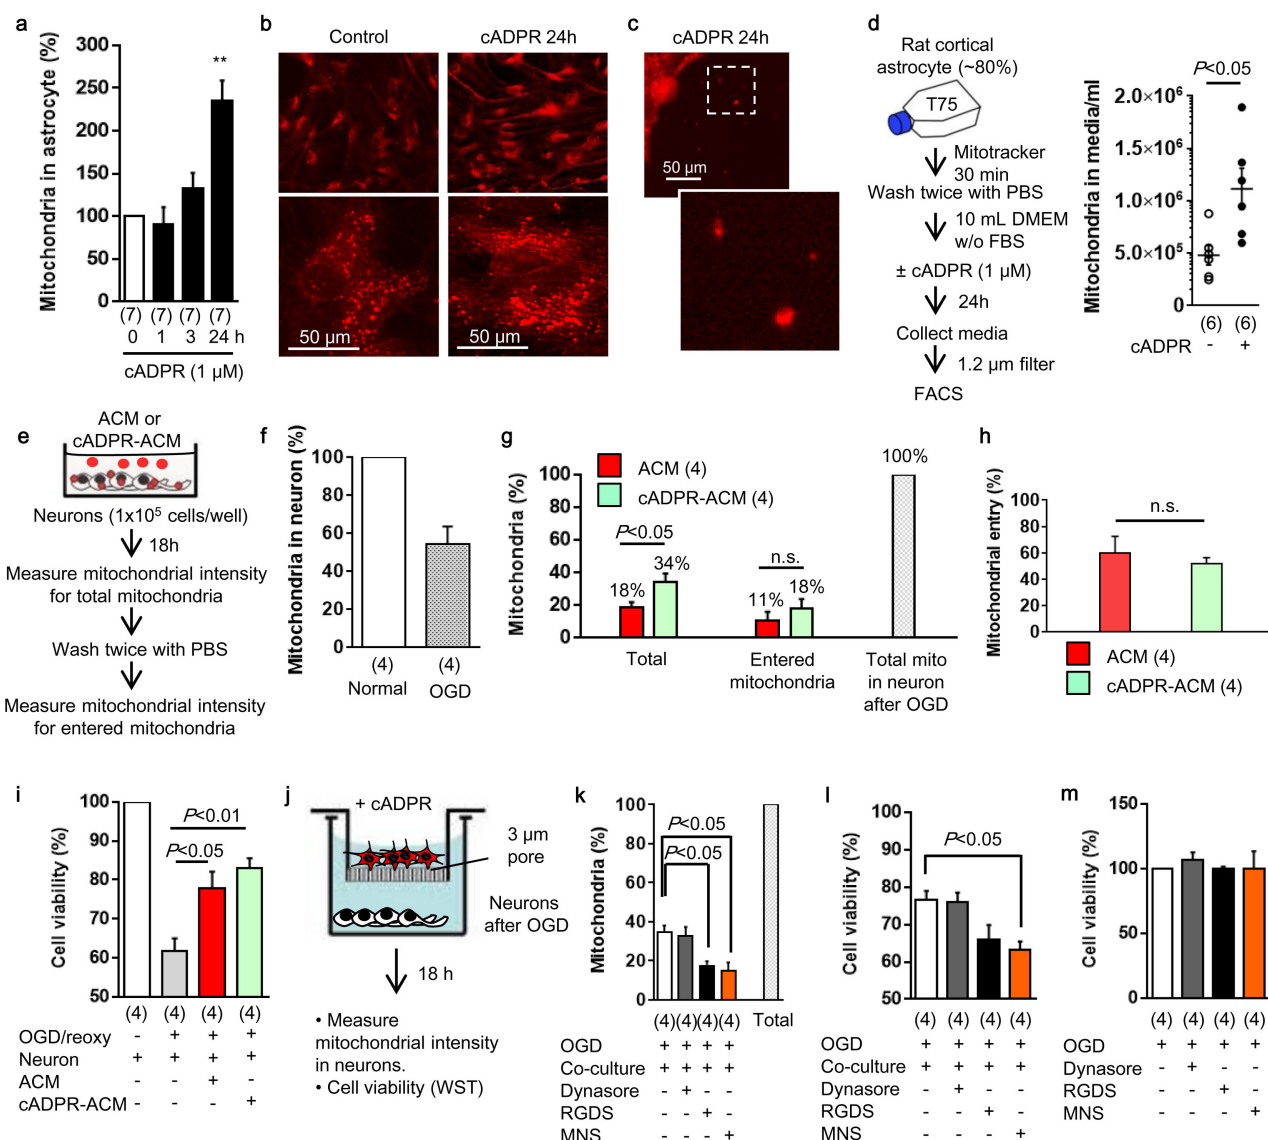 a
Mitochondria in astrocyte (%)
300
250
200
150
100
50
0
**
(7) (7) (7) (7)
0 1 3 24 h
cADPR (1 μM)
b
Control
cADPR 24h
50 μm
50 μm
c
cADPR 24h
50 μm
d
Rat cortical
astrocyte (~80%)
T75
Mitotracker
30 min
Wash twice with PBS
10 mL DMEM
w/o FBS
± cADPR (1 μM)
24h
Collect media
1.2 μm filter
FACS
Mitochondria in media/ml
P<0.05
2.0×10⁶
1.5×10⁶
1.0×10⁶
5.0×10⁵
0
(6) (6)
cADPR - +
e
ACM or
cADPR-ACM
Neurons (1x10⁵ cells/well)
18h
Measure mitochondrial intensity
for total mitochondria
Wash twice with PBS
Measure mitochondrial intensity
for entered mitochondria
f
Mitochondria in neuron (%)
100
80
60
40
20
0
(4) (4)
Normal OGD
g
Mitochondria (%)
100
80
60
40
20
0
ACM (4)
cADPR-ACM (4)
100%
P<0.05
n.s.
18% 34%
11% 18%
Total
Entered
mitochondria
Total mito
in neuron
after OGD
h
Mitochondrial entry (%)
100
80
60
40
20
0
n.s.
ACM (4)
cADPR-ACM (4)
i
Cell viability (%)
100
90
80
70
60
50
P<0.01
P<0.05
(4) (4) (4) (4)
OGD/reoxy - + + +
Neuron + + + +
ACM - - + -
cADPR-ACM - - - +
j
+ cADPR
3 μm
pore
Neurons
after OGD
18 h
• Measure
mitochondrial intensity
in neurons.
• Cell viability (WST)
k
Mitochondria (%)
100
80
60
40
20
0
P<0.05
P<0.05
(4) (4) (4) (4) Total
OGD + + + +
Co-culture + + + +
Dynasore - + - -
RGDS - - + -
MNS - - - +
l
Cell viability (%)
100
90
80
70
60
50
P<0.05
(4) (4) (4) (4)
OGD + + + +
Co-culture + + + +
Dynasore - + - -
RGDS - - + -
MNS - - - +
m
Cell viability (%)
150
100
50
0
(4) (4) (4) (4)
OGD + + + +
Dynasore - + - -
RGDS - - + -
MNS - - - +